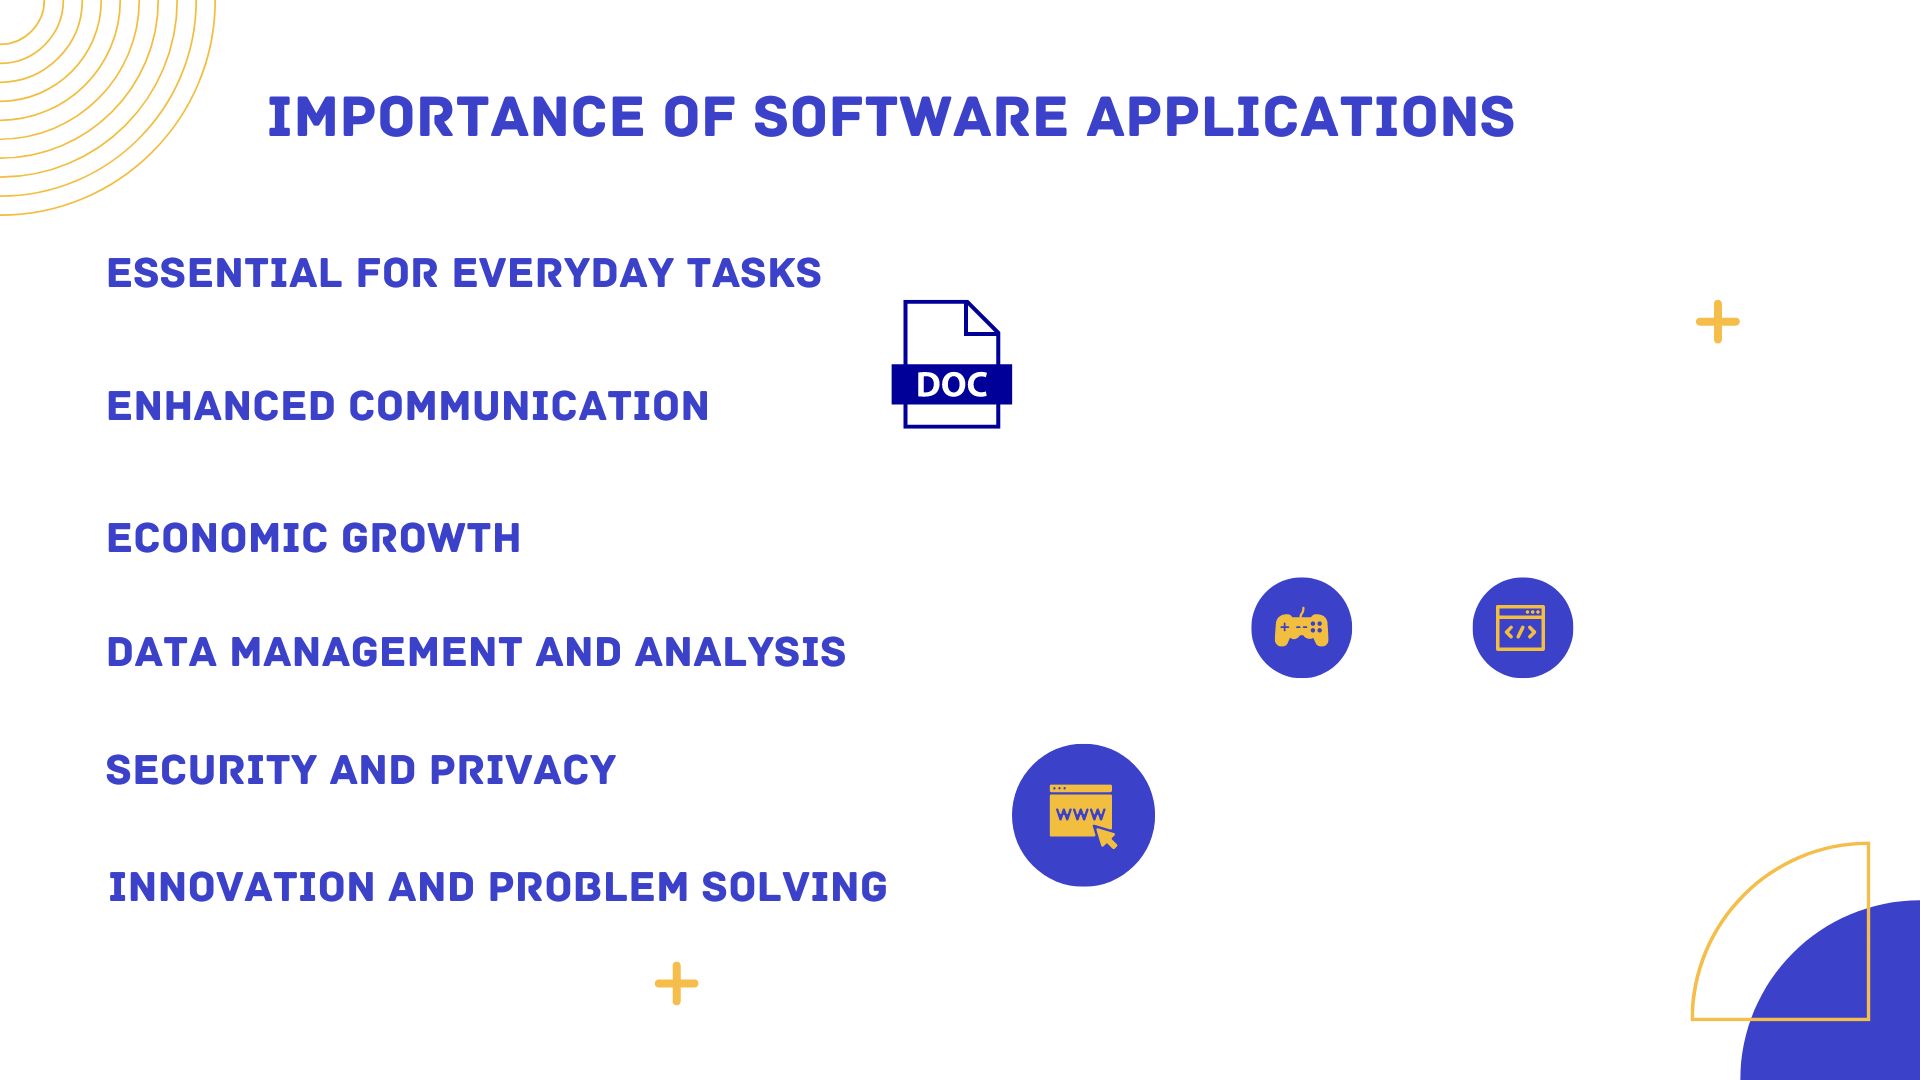 IMPORTANCE OF SOFTWARE APPLICATIONS
ESSENTIAL FOR EVERYDAY TASKS
DOC
ENHANCED COMMUNICATION
ECONOMIC GROWTH
DATA MANAGEMENT AND ANALYSIS
SECURITY AND PRIVACY
WWW
INNOVATION AND PROBLEM SOLVING